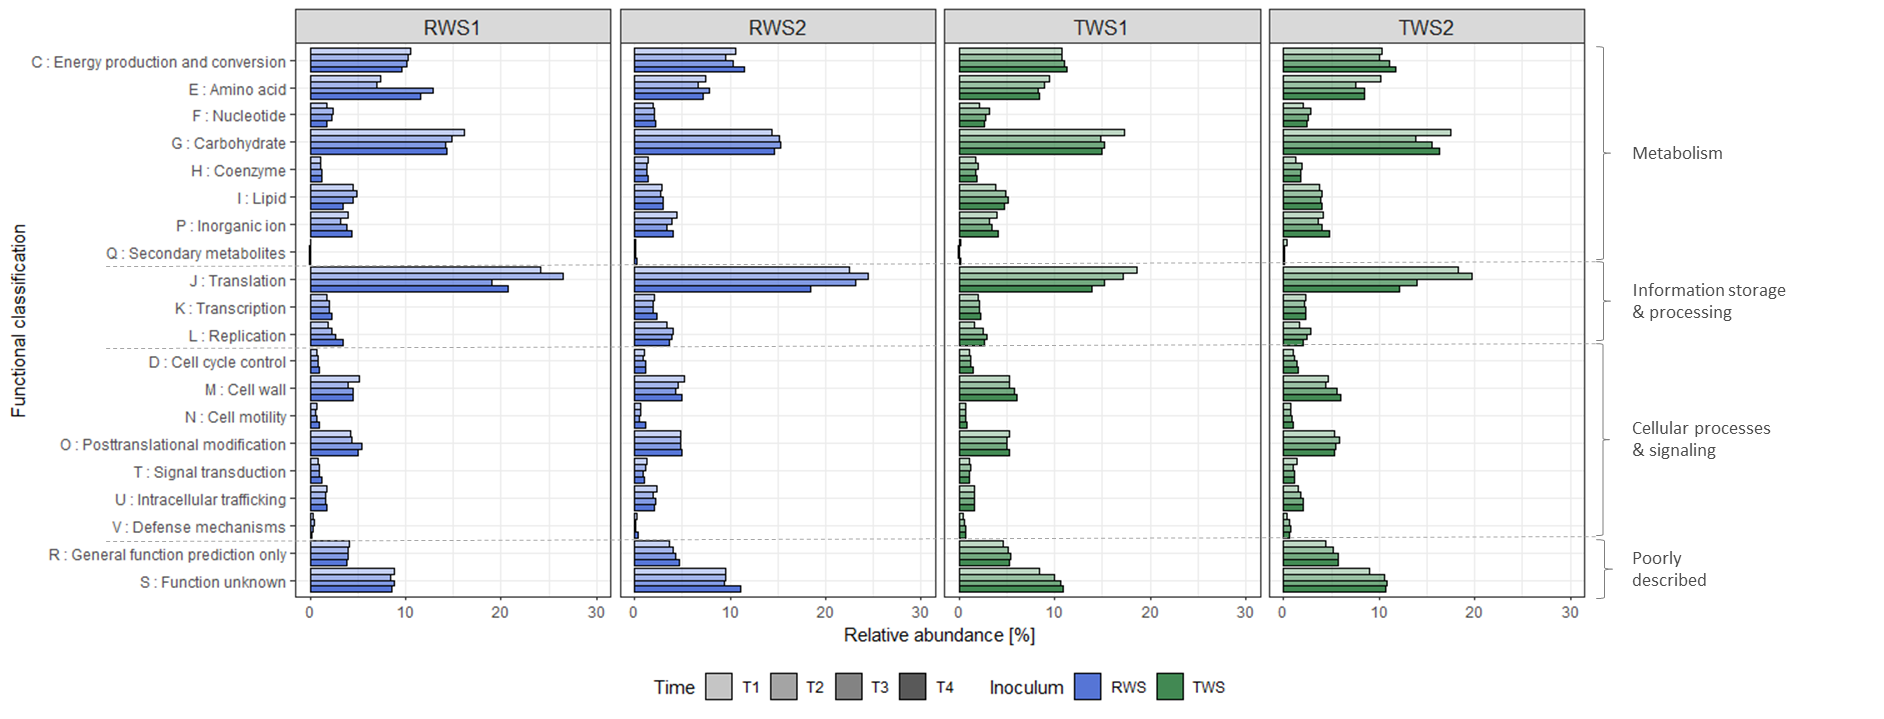 RWS1 RWS2 TWS1 TWS2
Functional classification
C : Energy production and conversion
E : Amino acid
F : Nucleotide
G : Carbohydrate
H : Coenzyme
I : Lipid
P : Inorganic ion
Q : Secondary metabolites
J : Translation
K : Transcription
L : Replication
D : Cell cycle control
M : Cell wall
N : Cell motility
O : Posttranslational modification
T : Signal transduction
U : Intracellular trafficking
V : Defense mechanisms
R : General function prediction only
S : Function unknown
Metabolism
Information storage
& processing
Cellular processes
& signaling
Poorly
described
0 10 20 30 0 10 20 30 0 10 20 30 0 10 20 30
Relative abundance [%]
Time T1 T2 T3 T4 Inoculum RWS TWS